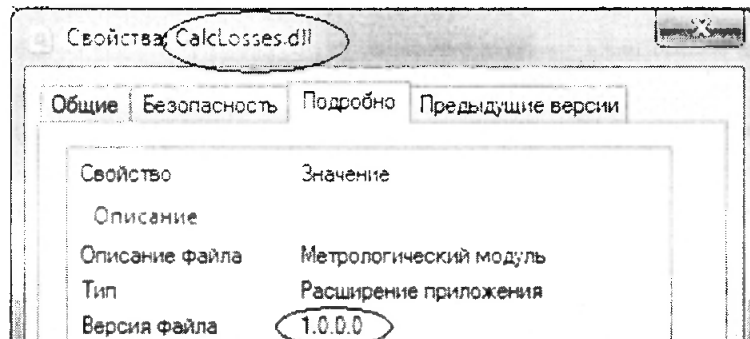 Свойства: CalcLosses.dll
Общие Безопасность Подробно Предыдущие версии
Свойство Значение
Описание
Описание файла Метрологический модуль
Тип Расширение приложения
Версия файла 1.0.0.0